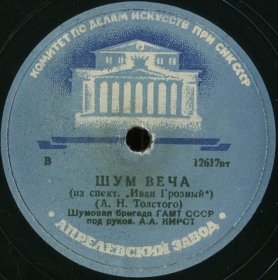 КОМИТЕТ ПО ДЕЛАМ ИСКУССТВ ПРИ СНК СССР
В 12617вт
ШУМ ВЕЧА
(из спект. „Иван Грозный“)
(А. Н. Толстого)
Шумовая бригада ГАМТ СССР
под руков. А.А. КИРСТ
АПРЕЛЕВСКИЙ ЗАВОД